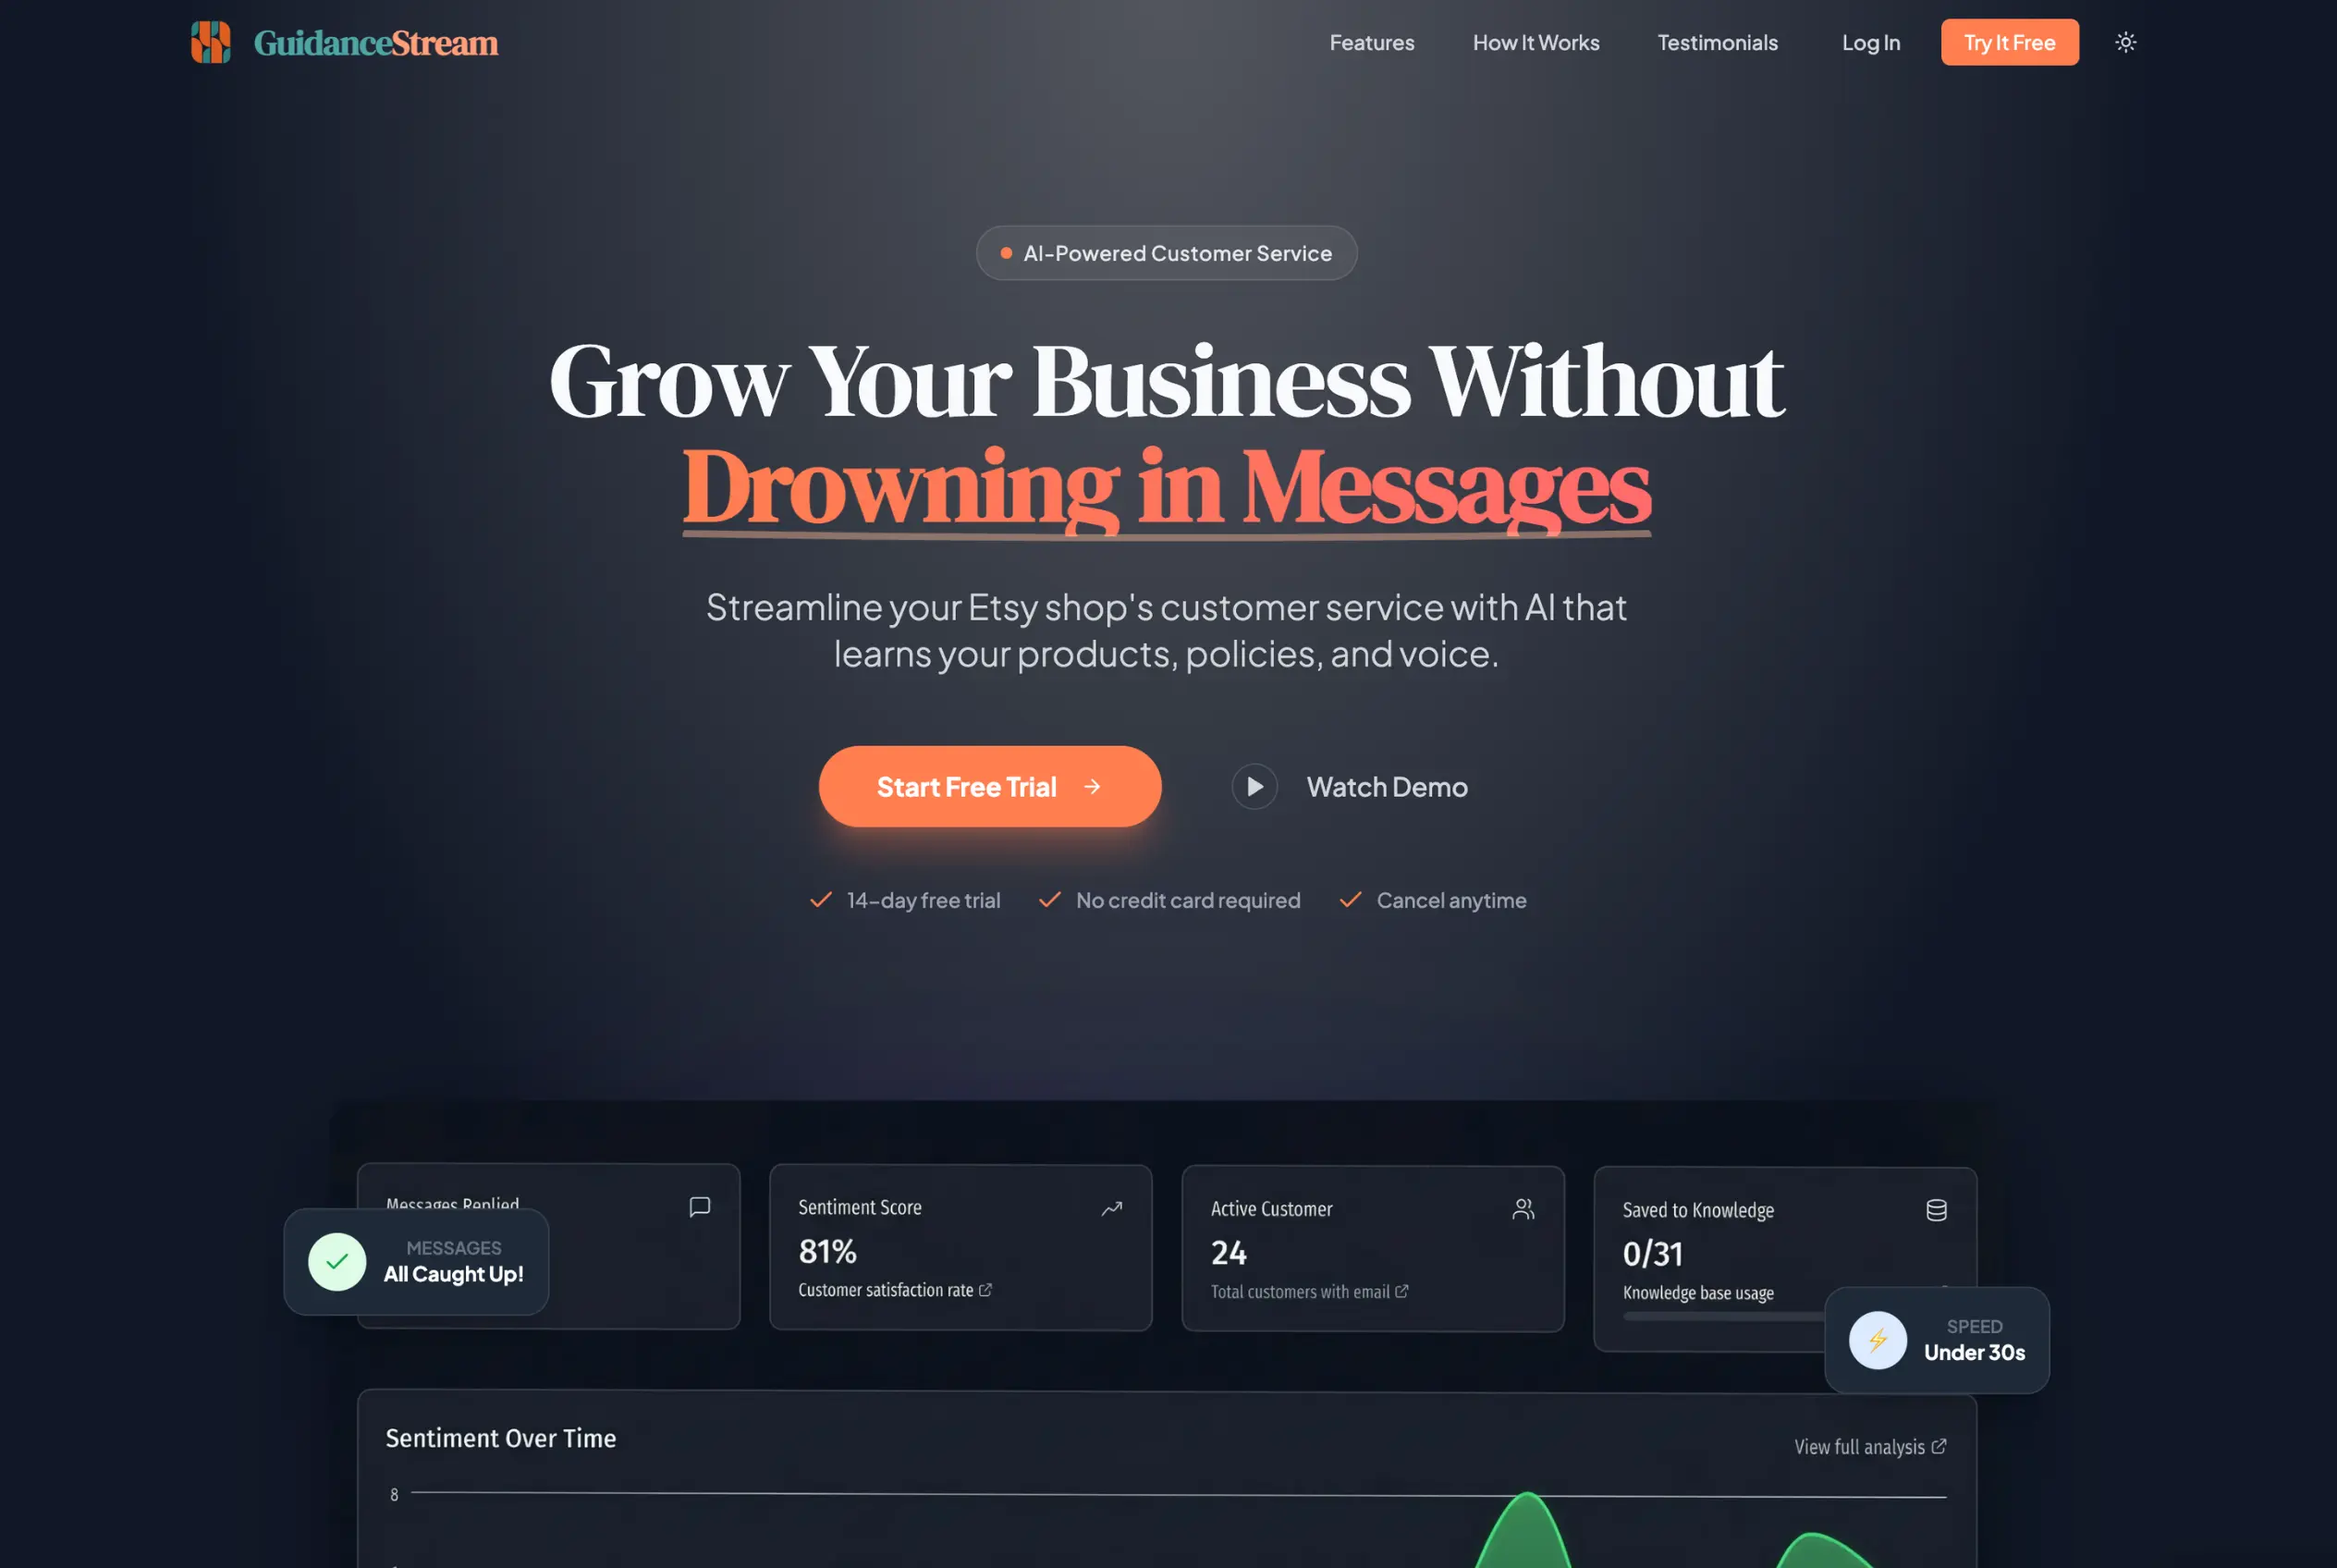 GuidanceStream
Features
How It Works
Testimonials
Log In
Try It Free
AI-Powered Customer Service
Grow Your Business Without
Drowning in Messages
Streamline your Etsy shop's customer service with AI that
learns your products, policies, and voice.
Start Free Trial
Watch Demo
14-day free trial
No credit card required
Cancel anytime
Messages Replied
MESSAGES
All Caught Up!
Sentiment Score
81%
Customer satisfaction rate
Active Customer
24
Total customers with email
Saved to Knowledge
0/31
Knowledge base usage
SPEED
Under 30s
Sentiment Over Time
View full analysis
8